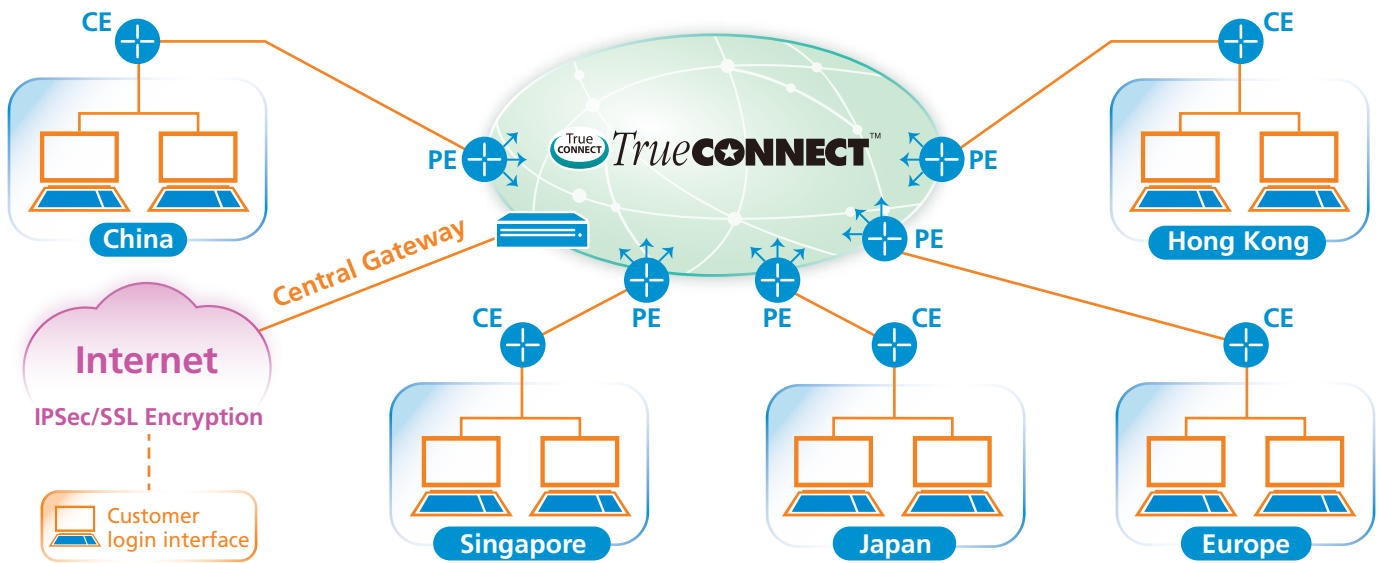 CE
CE
True
CONNECT
TrueCONNECT™
PE
PE
China
PE
Hong Kong
Central Gateway
CE
PE
PE
CE
CE
Internet
IPSec/SSL Encryption
Customer
login interface
Singapore
Japan
Europe